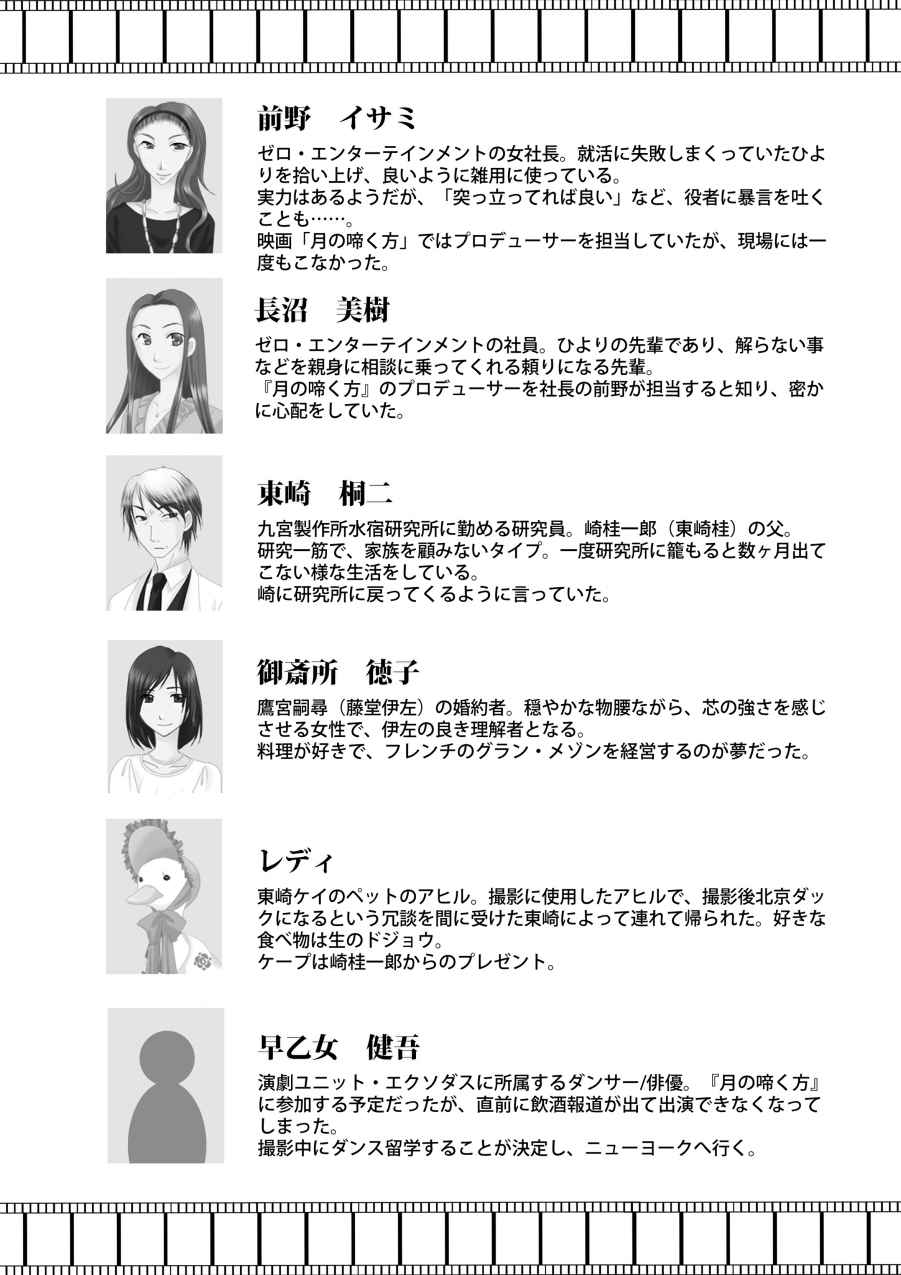 前野　イサミ
ゼロ・エンターテインメントの女社長。就活に失敗しまくっていたひよ
りを拾い上げ、良いように雑用に使っている。
実力はあるようだが、「突っ立ってれば良い」など、役者に暴言を吐く
ことも……。
映画「月の啼く方」ではプロデューサーを担当していたが、現場には一
度もこなかった。
長沼　美樹
ゼロ・エンターテインメントの社員。ひよりの先輩であり、解らない事
などを親身に相談に乗ってくれる頼りになる先輩。
『月の啼く方』のプロデューサーを社長の前野が担当すると知り、密か
に心配をしていた。
東崎　桐二
九宮製作所水宿研究所に勤める研究員。崎桂一郎（東崎桂）の父。
研究一筋で、家族を顧みないタイプ。一度研究所に籠もると数ヶ月出て
こない様な生活をしている。
崎に研究所に戻ってくるように言っていた。
御斎所　徳子
鷹宮嗣尋（藤堂伊左）の婚約者。穏やかな物腰ながら、芯の強さを感じ
させる女性で、伊左の良き理解者となる。
料理が好きで、フレンチのグラン・メゾンを経営するのが夢だった。
レディ
東崎ケイのペットのアヒル。撮影に使用したアヒルで、撮影後北京ダッ
クになるという冗談を間に受けた東崎によって連れて帰られた。好きな
食べ物は生のドジョウ。
ケープは崎桂一郎からのプレゼント。
早乙女　健吾
演劇ユニット・エクソダスに所属するダンサー/俳優。『月の啼く方』
に参加する予定だったが、直前に飲酒報道が出て出演できなくなって
しまった。
撮影中にダンス留学することが決定し、ニューヨークへ行く。